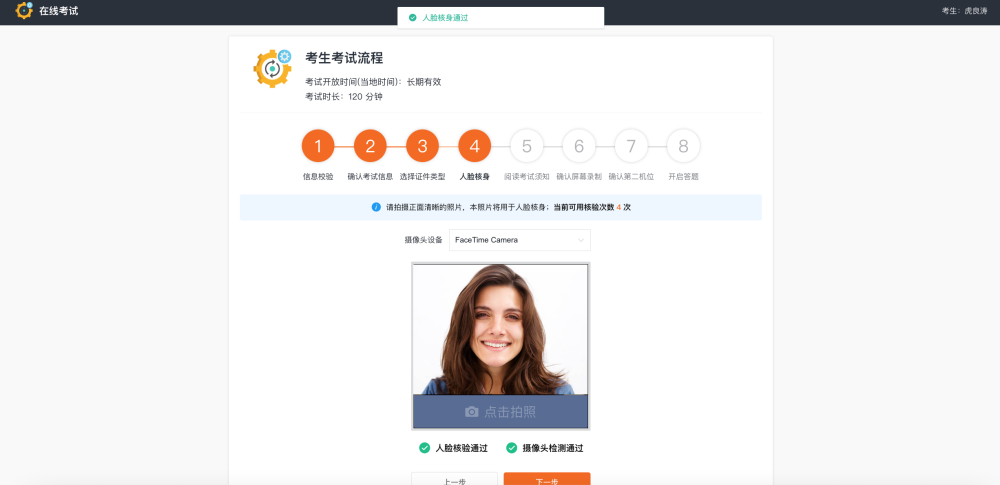 在线考试
人脸核身通过
考生：虎良涛
考生考试流程
考试开放时间(当地时间)：长期有效
考试时长：120 分钟
1 2 3 4 5 6 7 8
信息校验 确认考试信息 选择证件类型 人脸核身 阅读考试须知 确认屏幕录制 确认第二机位 开启答题
请拍摄正面清晰的照片，本照片将用于人脸核身；当前可用核验次数 4 次
摄像头设备 FaceTime Camera
点击拍照
人脸核验通过 摄像头检测通过
上一步 下一步